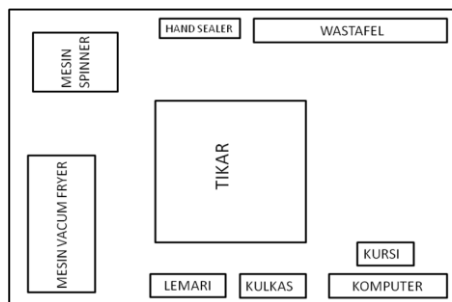 HAND SEALER
WASTAFEL
MESIN
SPINNER
TIKAR
MESIN VACUM FRYER
KURSI
LEMARI
KULKAS
KOMPUTER